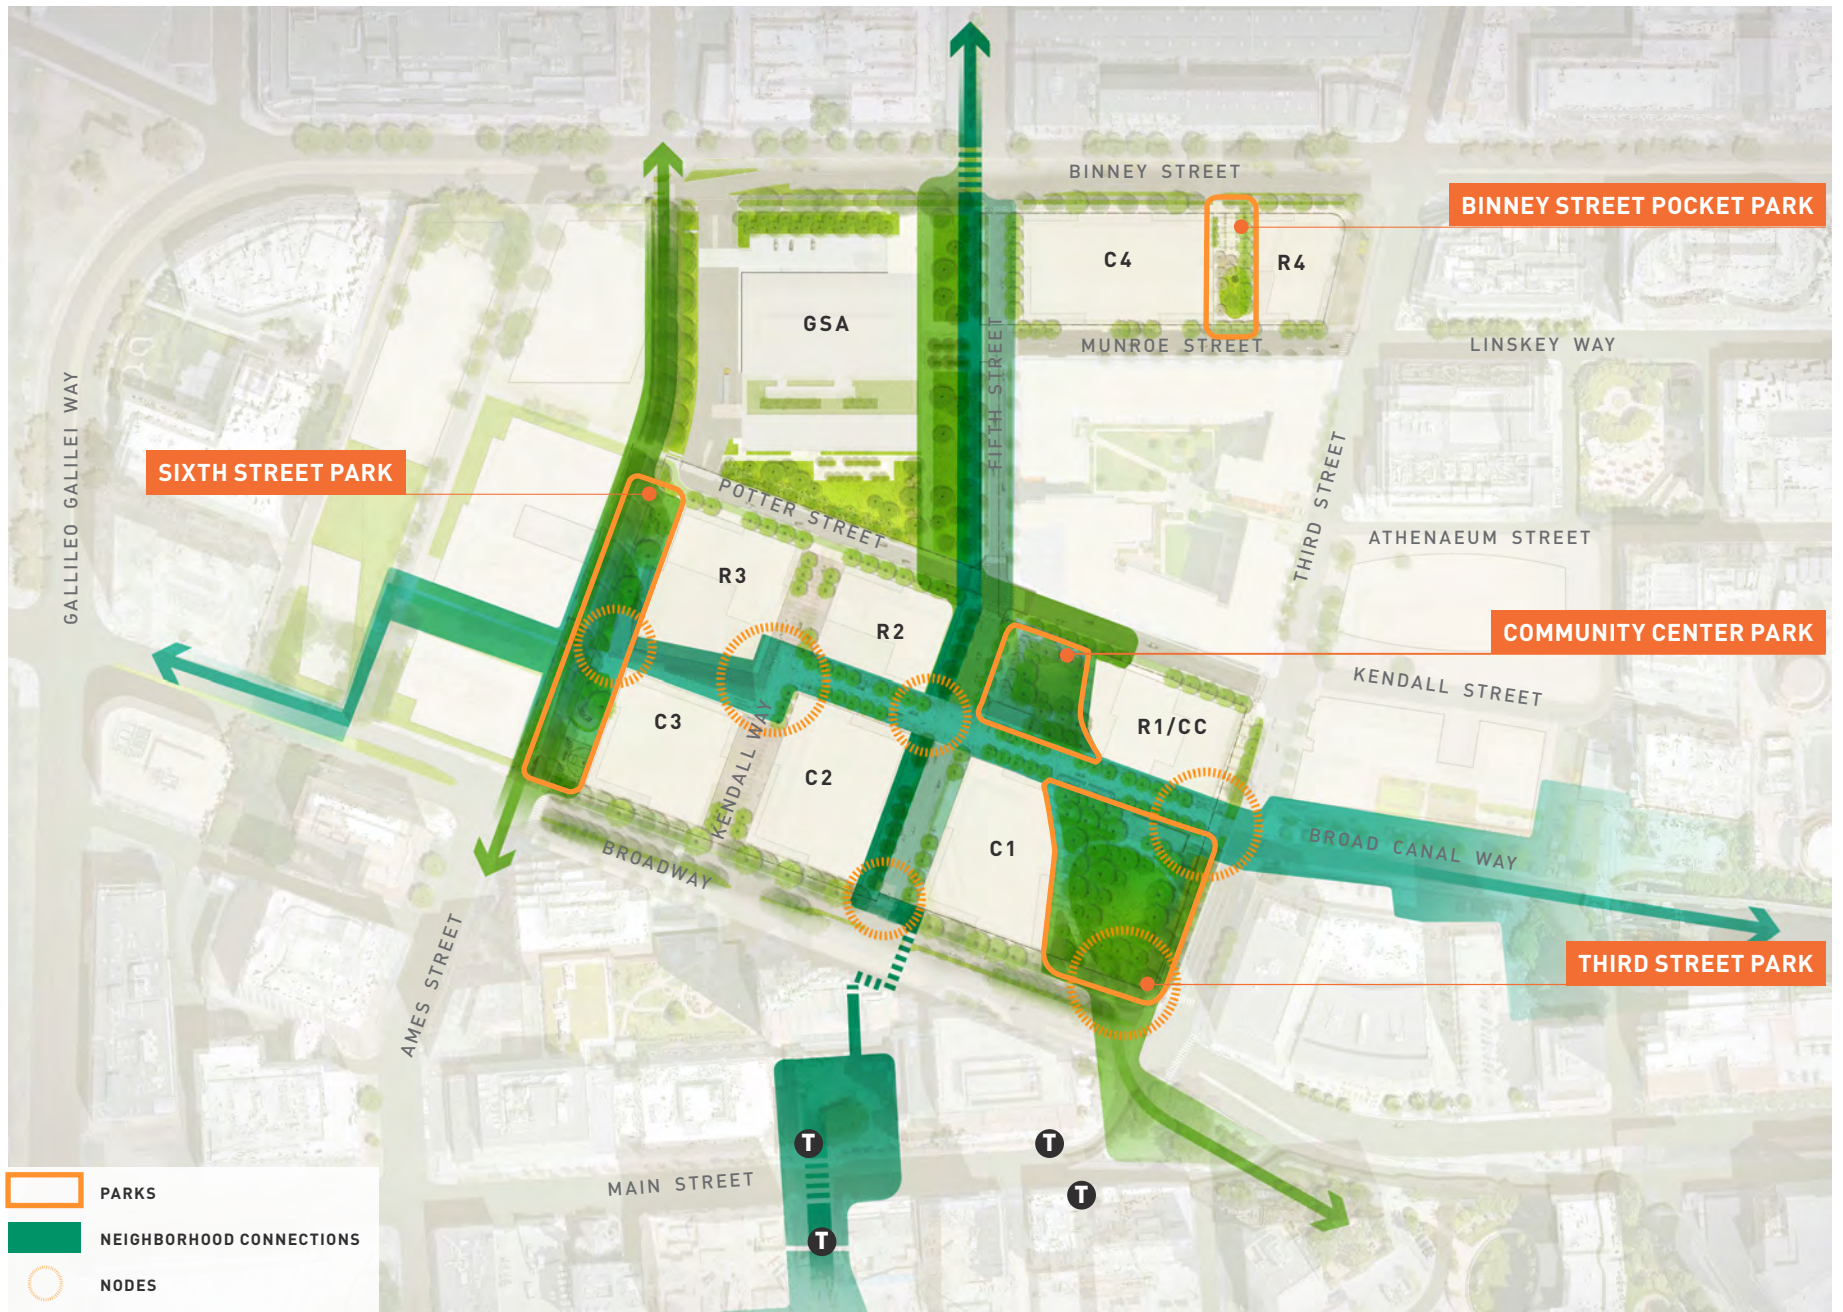 BINNEY STREET
BINNEY STREET POCKET PARK
C4
R4
GSA
MUNROE STREET
LINSKEY WAY
FIFTH STREET
GALLILEO GALILEI WAY
SIXTH STREET PARK
POTTER STREET
THIRD STREET
ATHENAEUM STREET
R3
R2
COMMUNITY CENTER PARK
KENDALL STREET
C3
R1/CC
KENDALL WAY
C2
C1
BROAD CANAL WAY
BROADWAY
THIRD STREET PARK
AMES STREET
T
T
MAIN STREET
T
T
PARKS
NEIGHBORHOOD CONNECTIONS
NODES